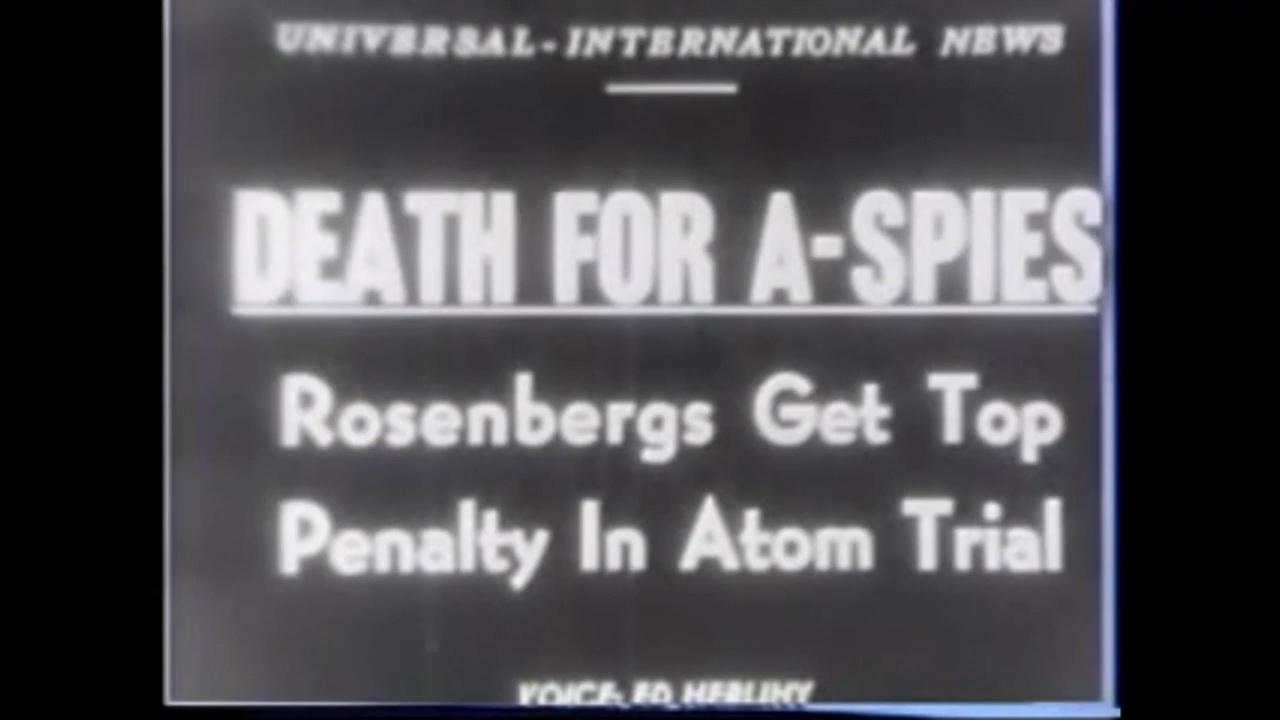 UNIVERSAL-INTERNATIONAL NEWS
DEATH FOR A-SPIES
Rosenbergs Get Top
Penalty In Atom Trial
VOICE: ED HERLIHY